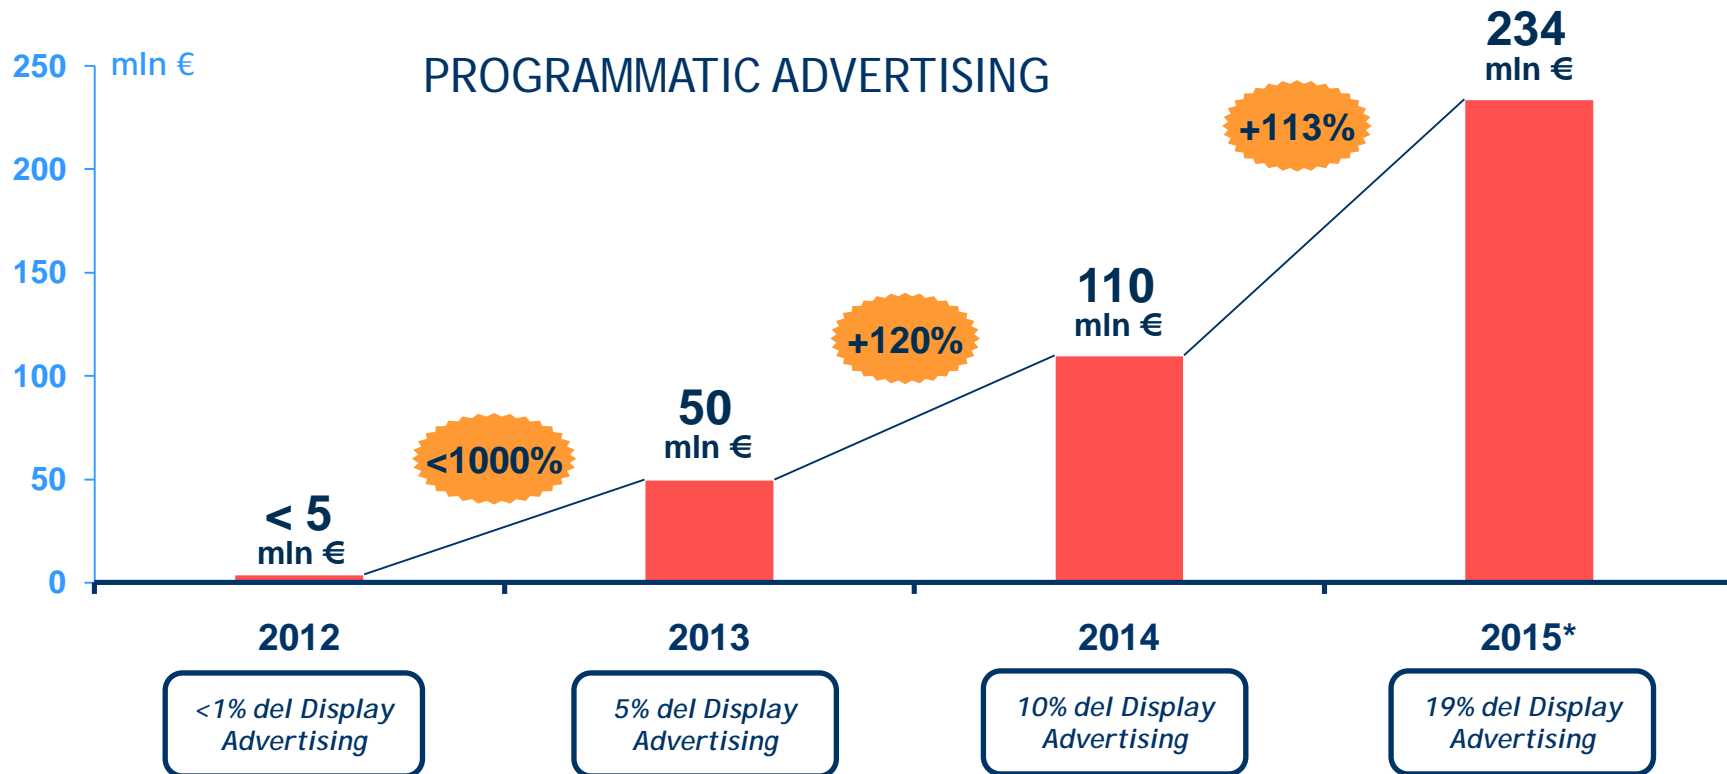 PROGRAMMATIC ADVERTISING
mln €
250
200
150
100
50
0
< 5
mln €
<1000%
50
mln €
+120%
110
mln €
+113%
234
mln €
2012
2013
2014
2015*
<1% del Display
Advertising
5% del Display
Advertising
10% del Display
Advertising
19% del Display
Advertising